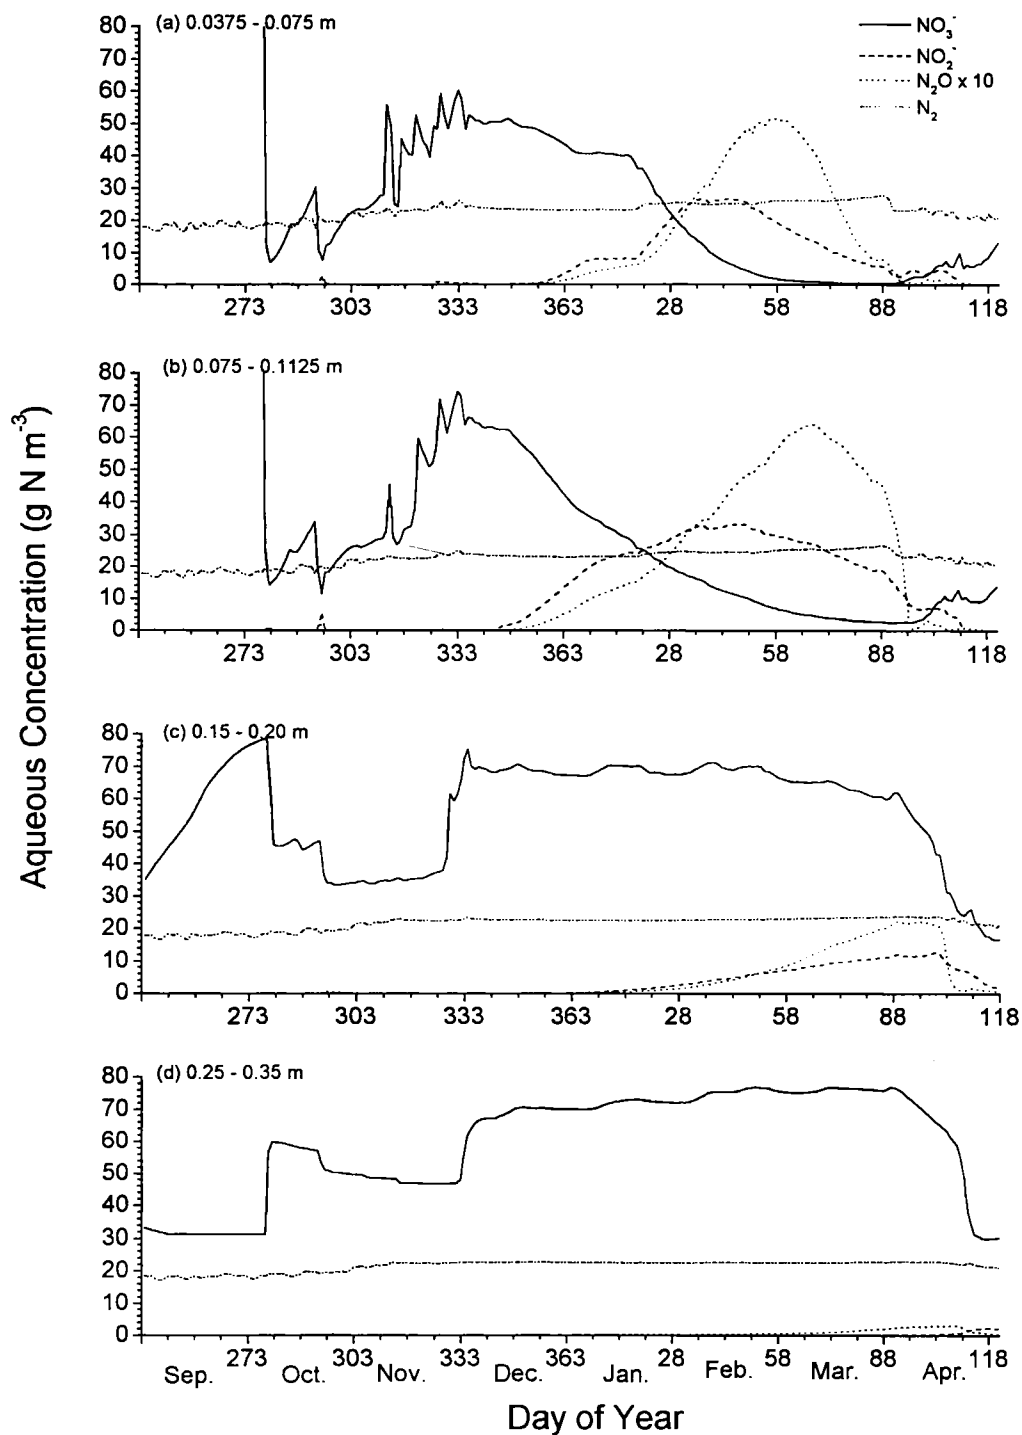 Aqueous Concentration (g N m⁻³)
(a) 0.0375 - 0.075 m
NO₃⁻
NO₂⁻
N₂O x 10
N₂
80
70
60
50
40
30
20
10
0
273 303 333 363 28 58 88 118
(b) 0.075 - 0.1125 m
80
70
60
50
40
30
20
10
0
273 303 333 363 28 58 88 118
(c) 0.15 - 0.20 m
80
70
60
50
40
30
20
10
0
273 303 333 363 28 58 88 118
(d) 0.25 - 0.35 m
80
70
60
50
40
30
20
10
0
273 303 333 363 28 58 88 118
Sep. Oct. Nov. Dec. Jan. Feb. Mar. Apr.
Day of Year